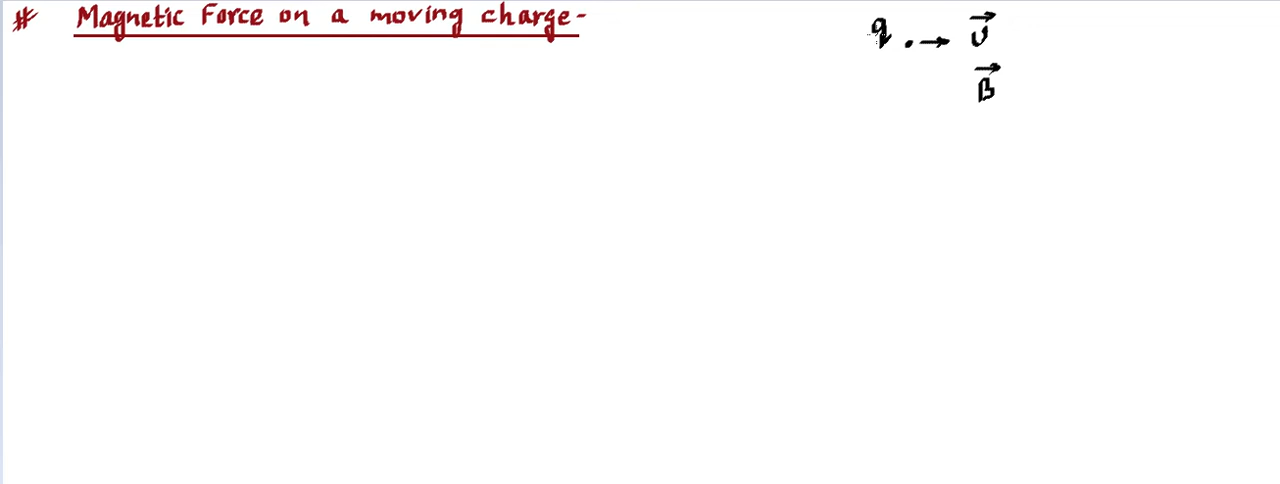 # Magnetic Force on a moving charge-
q . → v⃗
B⃗